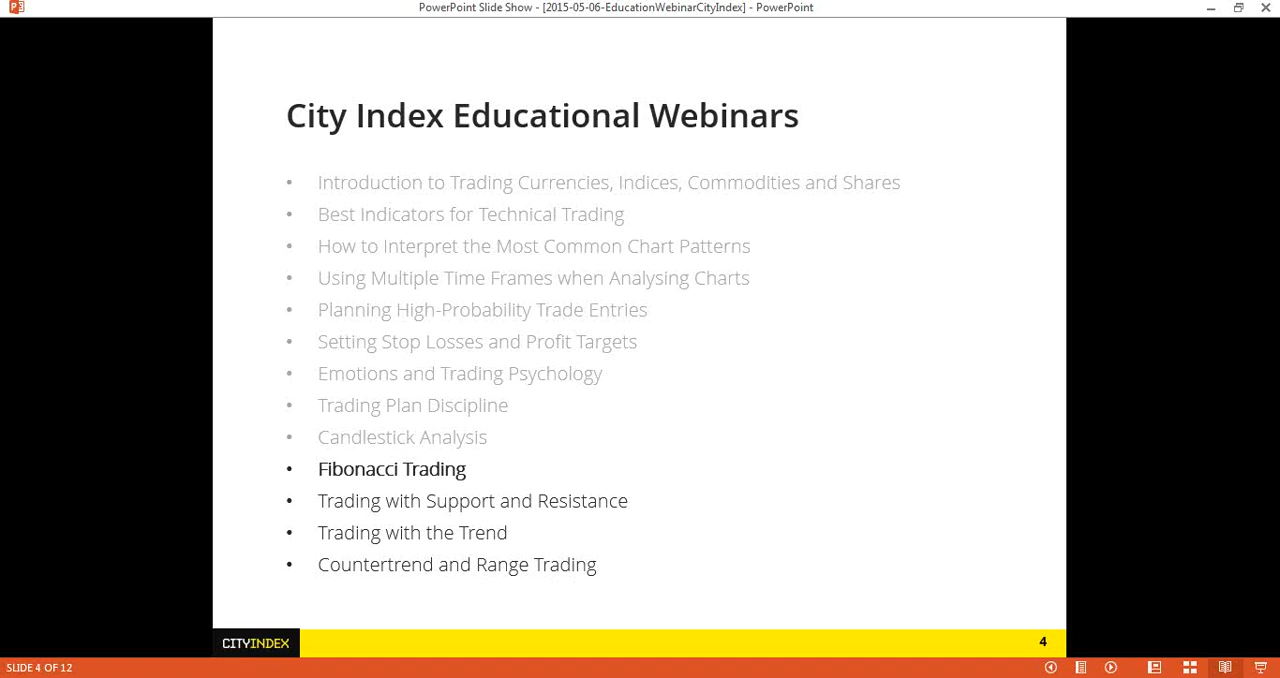 PowerPoint Slide Show - [2015-05-06-EducationWebinarCityIndex] - PowerPoint
City Index Educational Webinars
• Introduction to Trading Currencies, Indices, Commodities and Shares
• Best Indicators for Technical Trading
• How to Interpret the Most Common Chart Patterns
• Using Multiple Time Frames when Analysing Charts
• Planning High-Probability Trade Entries
• Setting Stop Losses and Profit Targets
• Emotions and Trading Psychology
• Trading Plan Discipline
• Candlestick Analysis
• Fibonacci Trading
• Trading with Support and Resistance
• Trading with the Trend
• Countertrend and Range Trading
CITYINDEX
4
SLIDE 4 OF 12